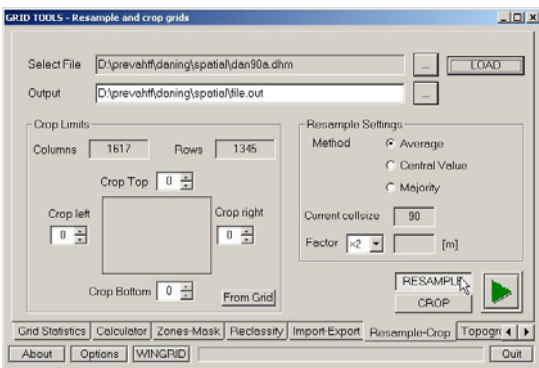 GRID TOOLS - Resample and crop grids
Select File D:\prevahff\daning\spatial\dan90a.dhm ... LOAD
Output D:\prevahff\daning\spatial\file.out ...
Crop Limits
Columns 1617 Rows 1345
Crop Top 0
Crop left
0
Crop right
0
Crop Bottom 0
From Grid
Resample Settings
Method Average
Central Value
Majority
Current cellsize 90
Factor x2 [m]
RESAMPLE
CROP
Grid Statistics Calculator Zones-Mask Reclassify Import-Export Resample-Crop Topogr
About Options WINGRID Quit